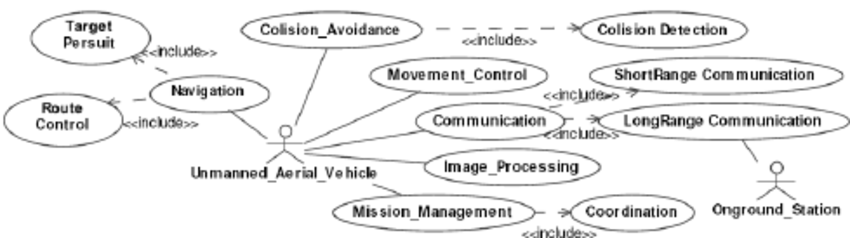 Target
Persuit
<<include>>
Colision_Avoidance
<<include>>
Colision Detection
Navigation
Route
Control
<<include>>
Movement_Control
<<include>>
ShortRange Communication
Communication
<<include>>
LongRange Communication
Unmanned_Aerial_Vehicle
Image_Processing
Onground_Station
Mission_Management
<<include>>
Coordination